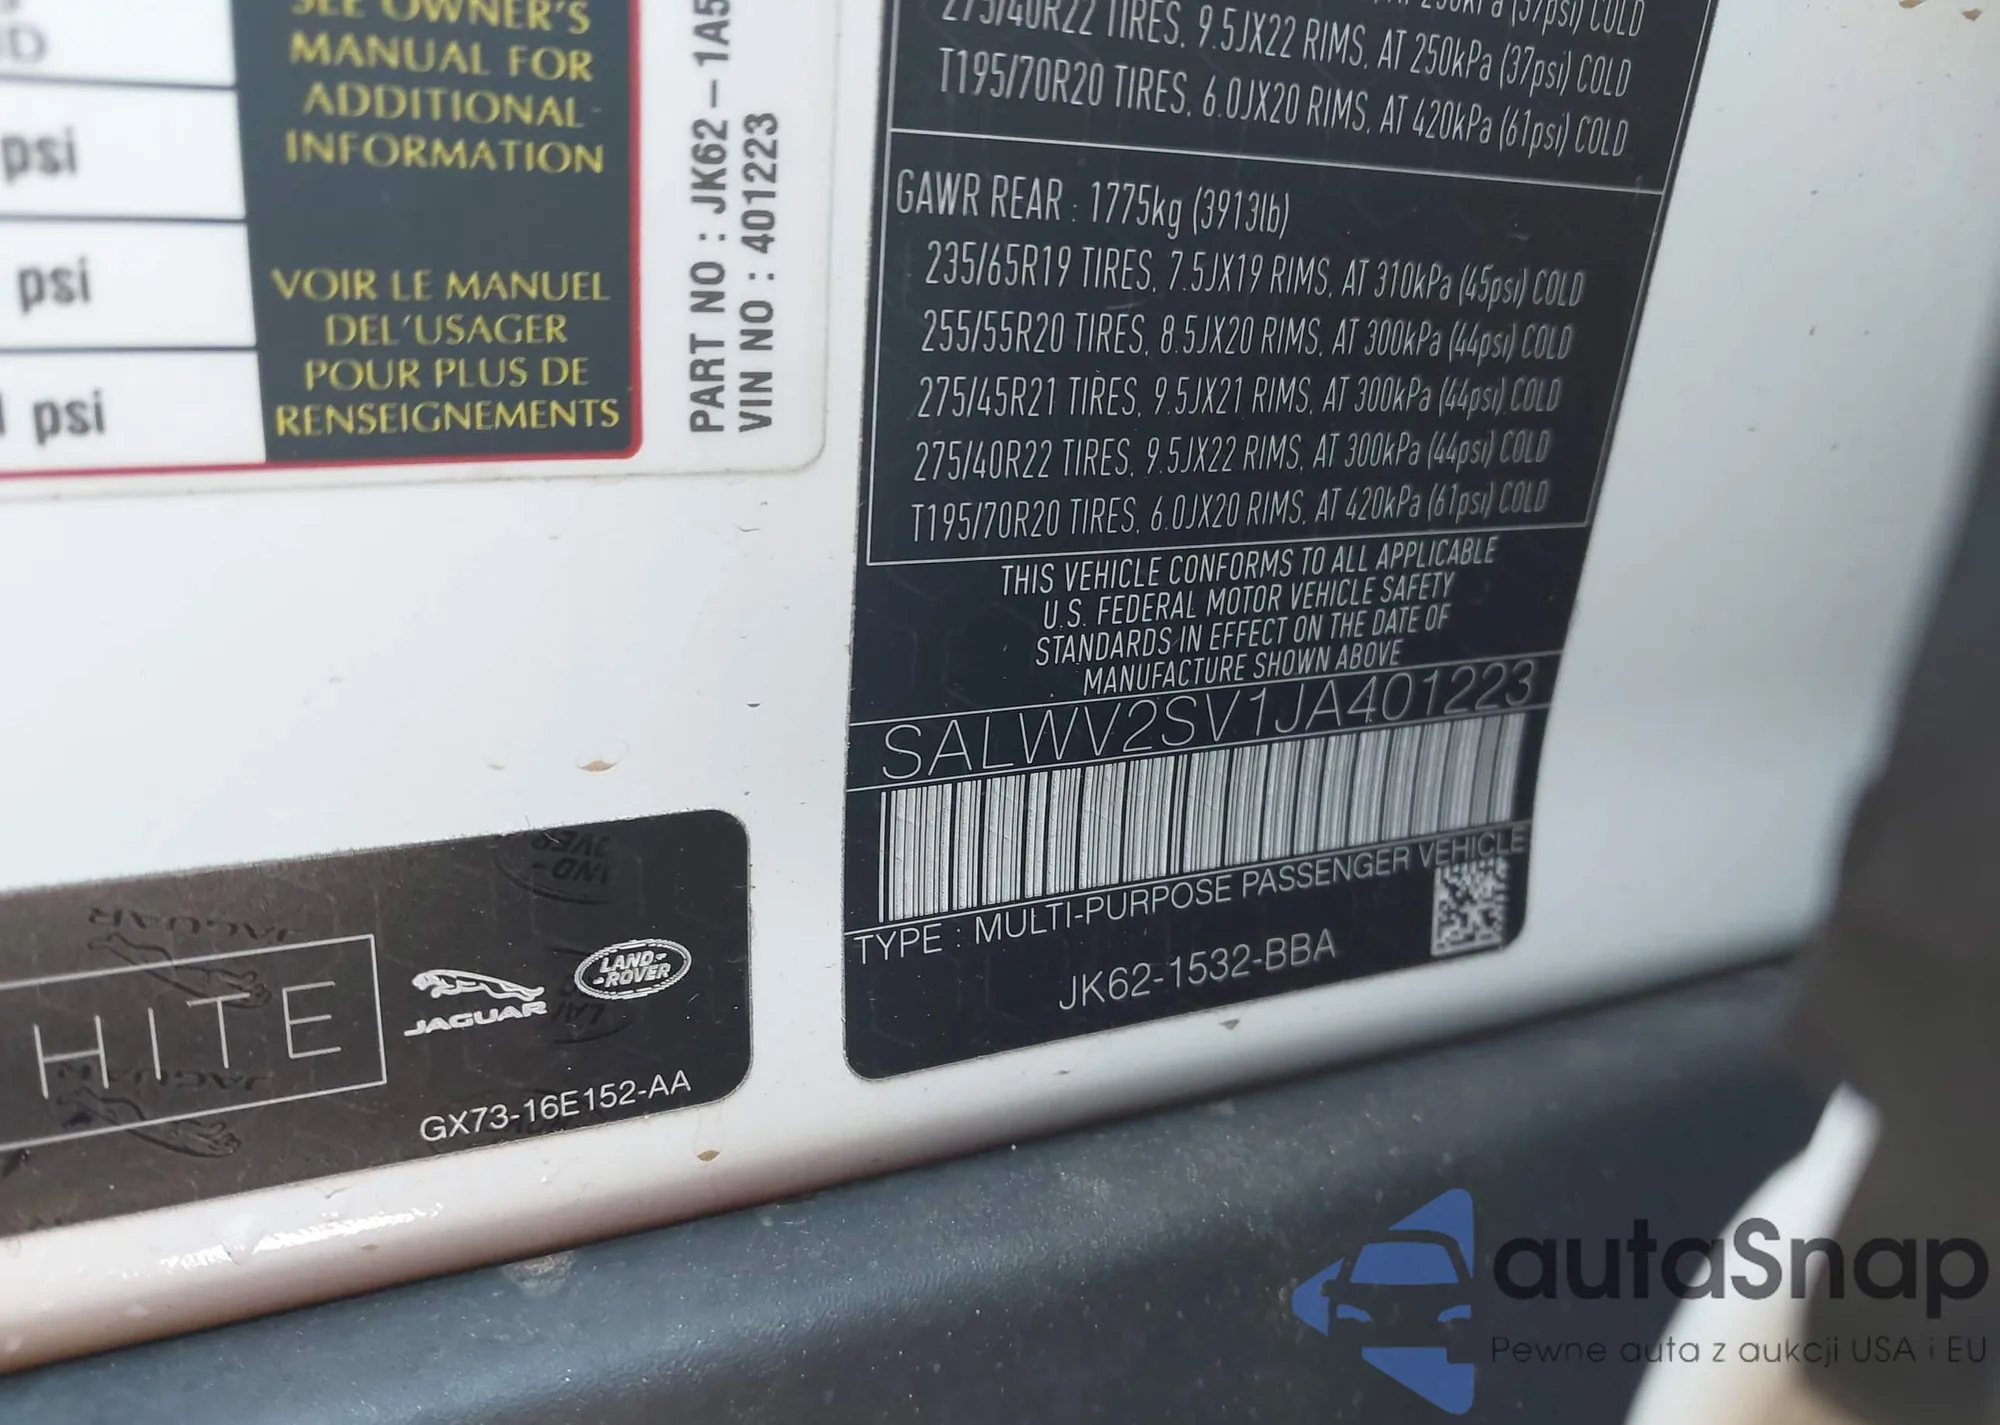 SEE OWNER'S
MANUAL FOR
ADDITIONAL
INFORMATION
psi
psi
psi
VOIR LE MANUEL
DEL'USAGER
POUR PLUS DE
RENSEIGNEMENTS
PART NO : JK62-1A5
VIN NO : 401223
275/40R22 TIRES, 9.5JX22 RIMS, AT 250kPa (37psi) COLD
T195/70R20 TIRES, 6.0JX20 RIMS, AT 420kPa (61psi) COLD
GAWR REAR : 1775kg (3913lb)
235/65R19 TIRES, 7.5JX19 RIMS, AT 310kPa (45psi) COLD
255/55R20 TIRES, 8.5JX20 RIMS, AT 300kPa (44psi) COLD
275/45R21 TIRES, 9.5JX21 RIMS, AT 300kPa (44psi) COLD
275/40R22 TIRES, 9.5JX22 RIMS, AT 300kPa (44psi) COLD
T195/70R20 TIRES, 6.0JX20 RIMS, AT 420kPa (61psi) COLD
THIS VEHICLE CONFORMS TO ALL APPLICABLE
U.S. FEDERAL MOTOR VEHICLE SAFETY
STANDARDS IN EFFECT ON THE DATE OF
MANUFACTURE SHOWN ABOVE
SALWV2SV1JA401223
TYPE : MULTI-PURPOSE PASSENGER VEHICLE
JK62-1532-BBA
HITE
JAGUAR
LAND-
-ROVER
GX73-16E152-AA
autaSnap
Pewne auta z aukcji USA i EU